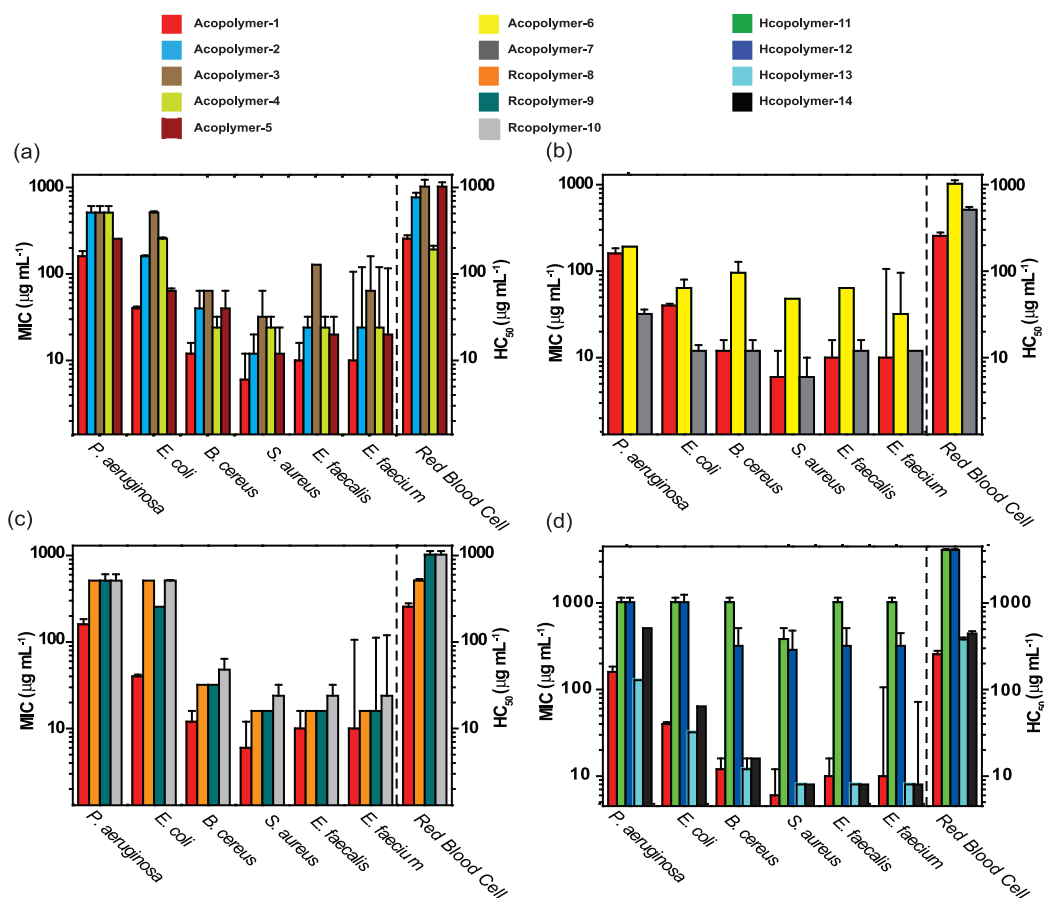 Acopolymer-1
Acopolymer-2
Acopolymer-3
Acopolymer-4
Acoplymer-5
Acopolymer-6
Acopolymer-7
Rcopolymer-8
Rcopolymer-9
Rcopolymer-10
Hcopolymer-11
Hcopolymer-12
Hcopolymer-13
Hcopolymer-14
(a)
1000
100
10
MIC (µg mL⁻¹)
1000
100
10
HC₅₀ (µg mL⁻¹)
P. aeruginosa
E. coli
B. cereus
S. aureus
E. faecalis
E. faecium
Red Blood Cell
(b)
1000
100
10
MIC (µg mL⁻¹)
1000
100
10
HC₅₀ (µg mL⁻¹)
P. aeruginosa
E. coli
B. cereus
S. aureus
E. faecalis
E. faecium
Red Blood Cell
(c)
1000
100
10
MIC (µg mL⁻¹)
1000
100
10
HC₅₀ (µg mL⁻¹)
P. aeruginosa
E. coli
B. cereus
S. aureus
E. faecalis
E. faecium
Red Blood Cell
(d)
1000
100
10
MIC (µg mL⁻¹)
1000
100
10
HC₅₀ (µg mL⁻¹)
P. aeruginosa
E. coli
B. cereus
S. aureus
E. faecalis
E. faecium
Red Blood Cell